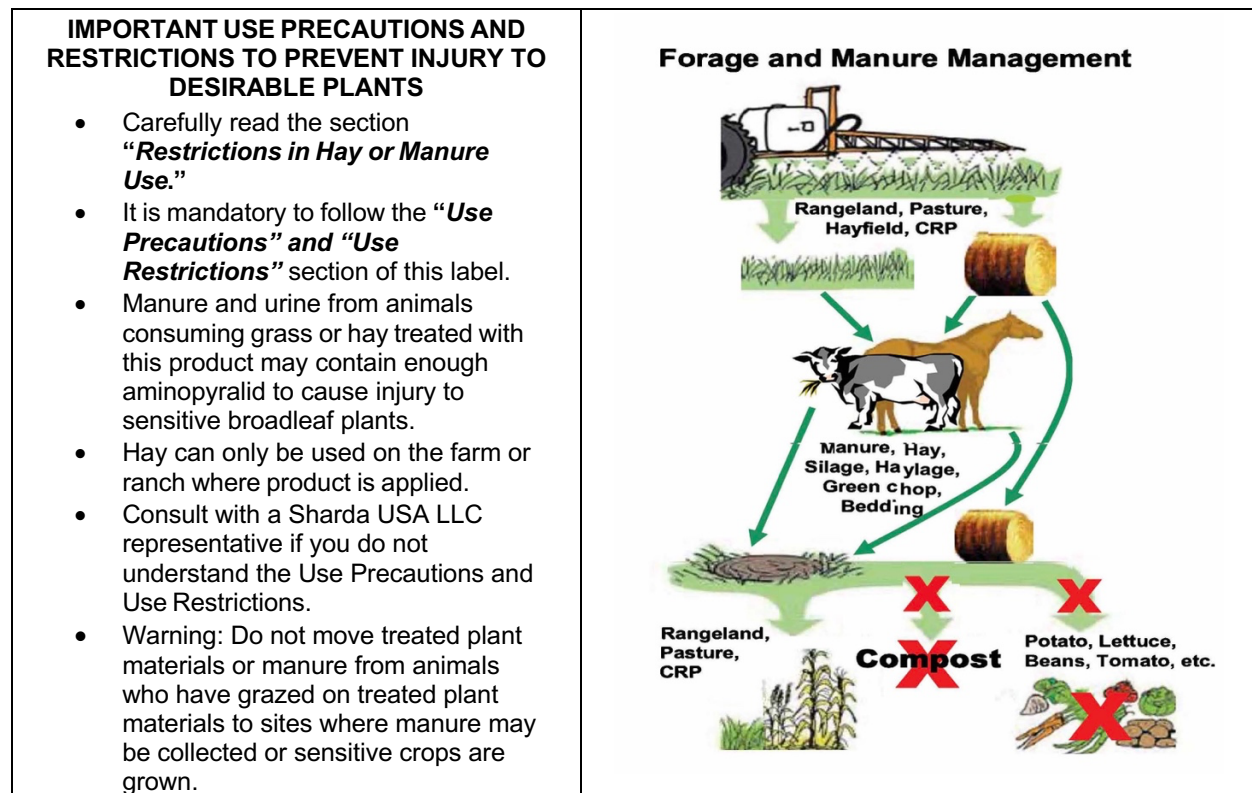 IMPORTANT USE PRECAUTIONS AND
RESTRICTIONS TO PREVENT INJURY TO
DESIRABLE PLANTS
• Carefully read the section
“Restrictions in Hay or Manure
Use.”
• It is mandatory to follow the “Use
Precautions” and “Use
Restrictions” section of this label.
• Manure and urine from animals
consuming grass or hay treated with
this product may contain enough
aminopyralid to cause injury to
sensitive broadleaf plants.
• Hay can only be used on the farm or
ranch where product is applied.
• Consult with a Sharda USA LLC
representative if you do not
understand the Use Precautions and
Use Restrictions.
• Warning: Do not move treated plant
materials or manure from animals
who have grazed on treated plant
materials to sites where manure may
be collected or sensitive crops are
grown.
Forage and Manure Management
Rangeland, Pasture,
Hayfield, CRP
Manure, Hay,
Silage, Haylage,
Green chop,
Bedding
Rangeland,
Pasture,
CRP
Compost
Potato, Lettuce,
Beans, Tomato, etc.